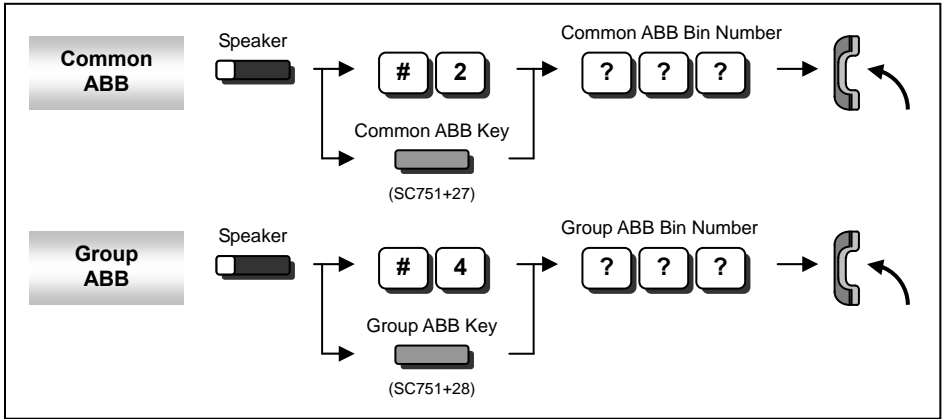 Common
ABB
Speaker
# 2
Common ABB Bin Number
? ? ?
Common ABB Key
(SC751+27)
Group
ABB
Speaker
# 4
Group ABB Bin Number
? ? ?
Group ABB Key
(SC751+28)